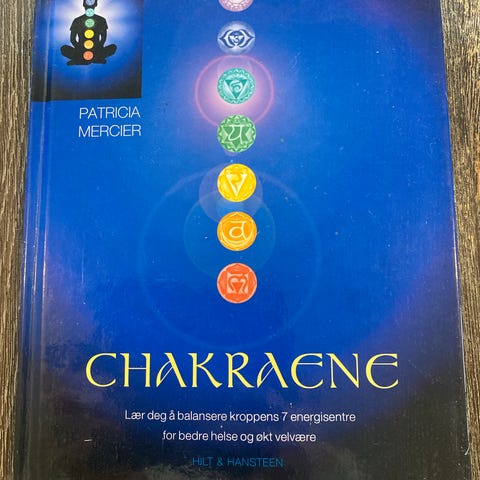 PATRICIA
MERCIER
CHAKRAENE
Lær deg å balansere kroppens 7 energisentre
for bedre helse og økt velvære
HILT & HANSTEEN